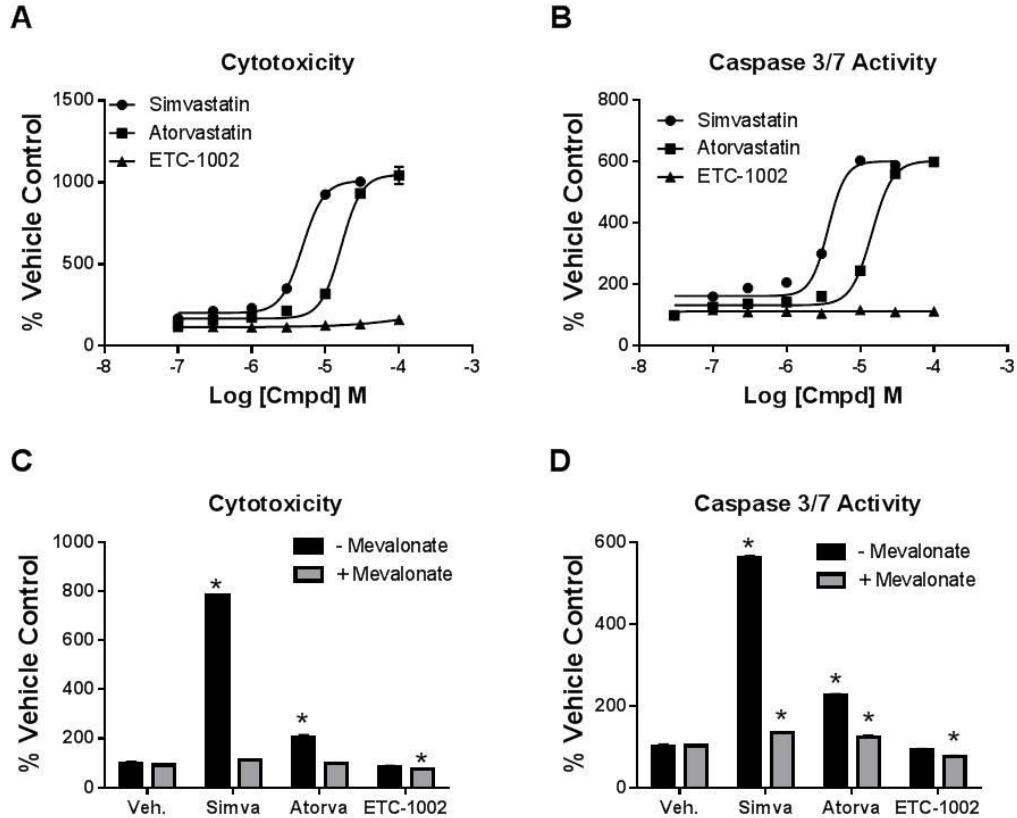 A
Cytotoxicity
1500
1000
500
0
% Vehicle Control
Simvastatin
Atorvastatin
ETC-1002
-8 -7 -6 -5 -4 -3
Log [Cmpd] M
B
Caspase 3/7 Activity
800
600
400
200
0
% Vehicle Control
Simvastatin
Atorvastatin
ETC-1002
-8 -7 -6 -5 -4 -3
Log [Cmpd] M
C
Cytotoxicity
1000
800
600
400
200
0
% Vehicle Control
- Mevalonate
+ Mevalonate
*
*
*
Veh. Simva Atorva ETC-1002
D
Caspase 3/7 Activity
600
400
200
0
% Vehicle Control
- Mevalonate
+ Mevalonate
*
*
*
*
*
Veh. Simva Atorva ETC-1002